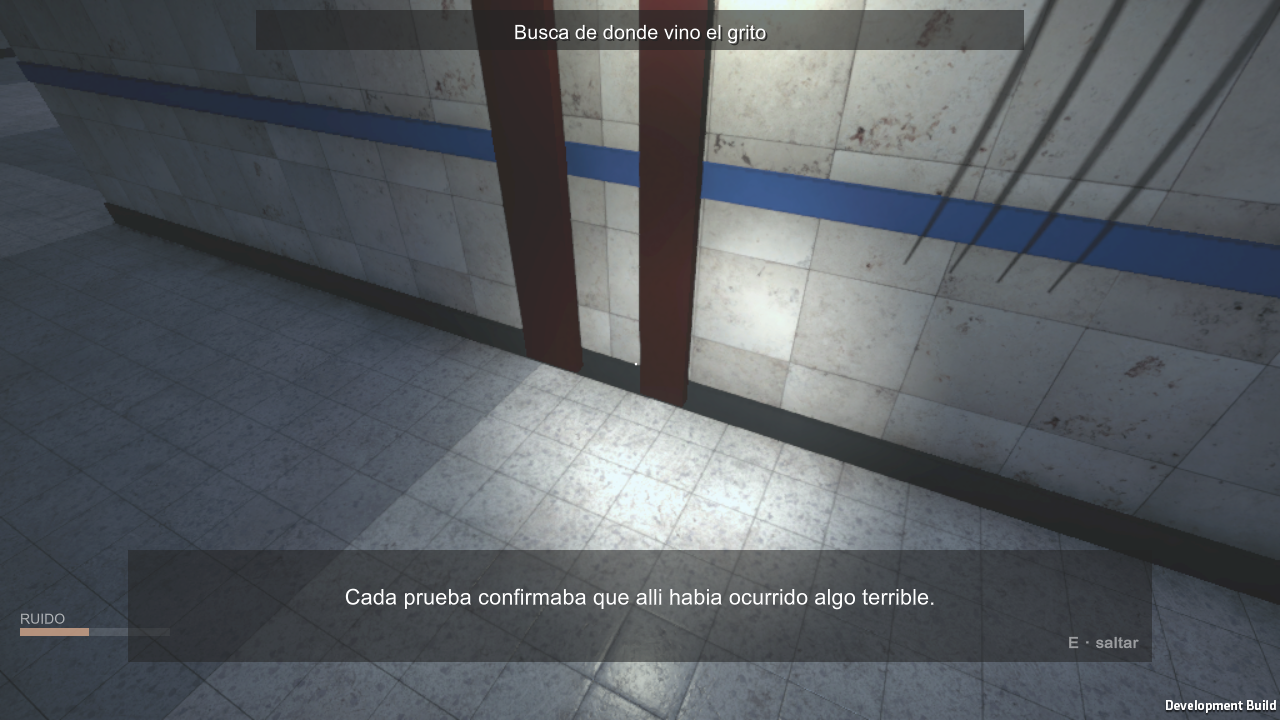 Busca de donde vino el grito
Cada prueba confirmaba que alli habia ocurrido algo terrible.
RUIDO
E · saltar
Development Build